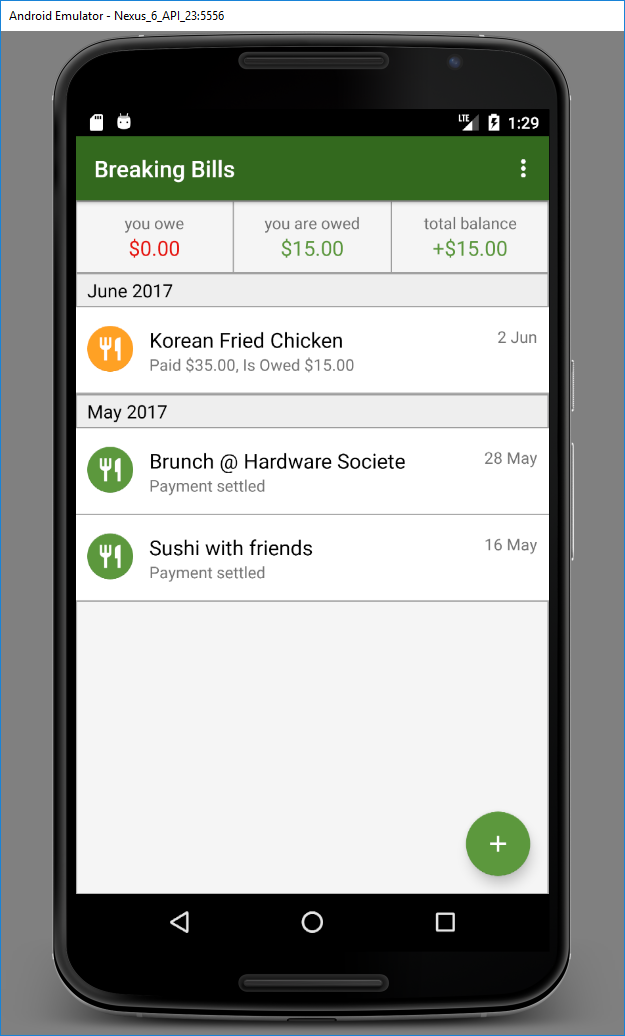 Android Emulator - Nexus_6_API_23:5556
LTE 1:29
Breaking Bills
you owe you are owed total balance
$0.00 $15.00 +$15.00
June 2017
Korean Fried Chicken 2 Jun
Paid $35.00, Is Owed $15.00
May 2017
Brunch @ Hardware Societe 28 May
Payment settled
Sushi with friends 16 May
Payment settled
+